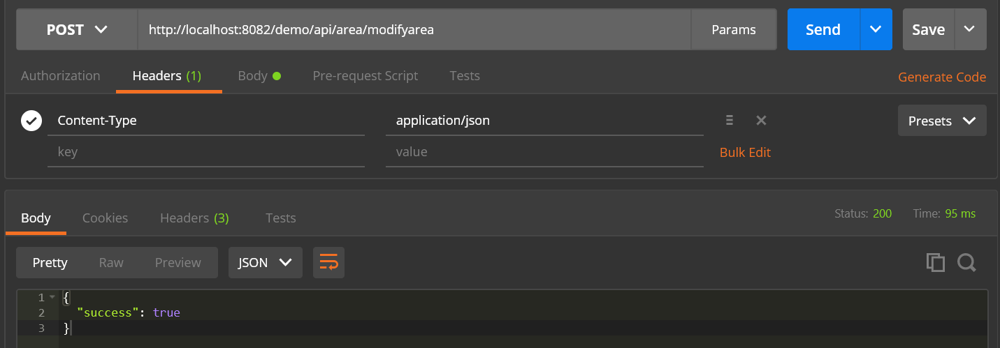 POST http://localhost:8082/demo/api/area/modifyarea Params Send Save
Authorization Headers (1) Body Pre-request Script Tests Generate Code
Content-Type application/json Presets
key value Bulk Edit
Body Cookies Headers (3) Tests Status: 200 Time: 95 ms
Pretty Raw Preview JSON
1 {
2 "success": true
3 }